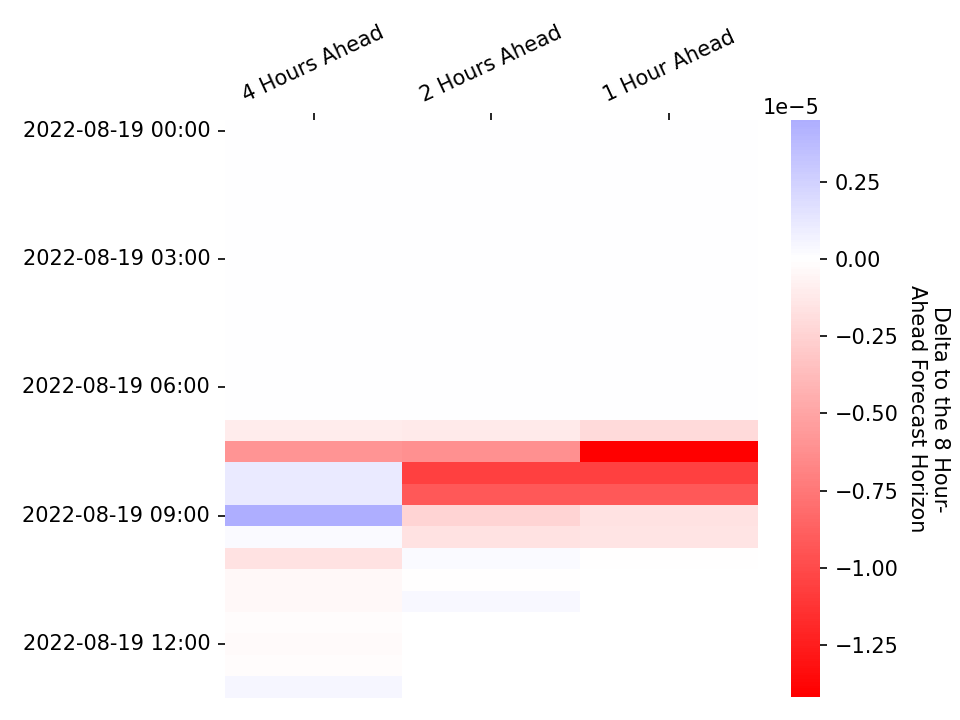 4 Hours Ahead
2 Hours Ahead
1 Hour Ahead
1e−5
2022-08-19 00:00
2022-08-19 03:00
2022-08-19 06:00
2022-08-19 09:00
2022-08-19 12:00
0.25
0.00
−0.25
−0.50
−0.75
−1.00
−1.25
Delta to the 8 Hour-
Ahead Forecast Horizon